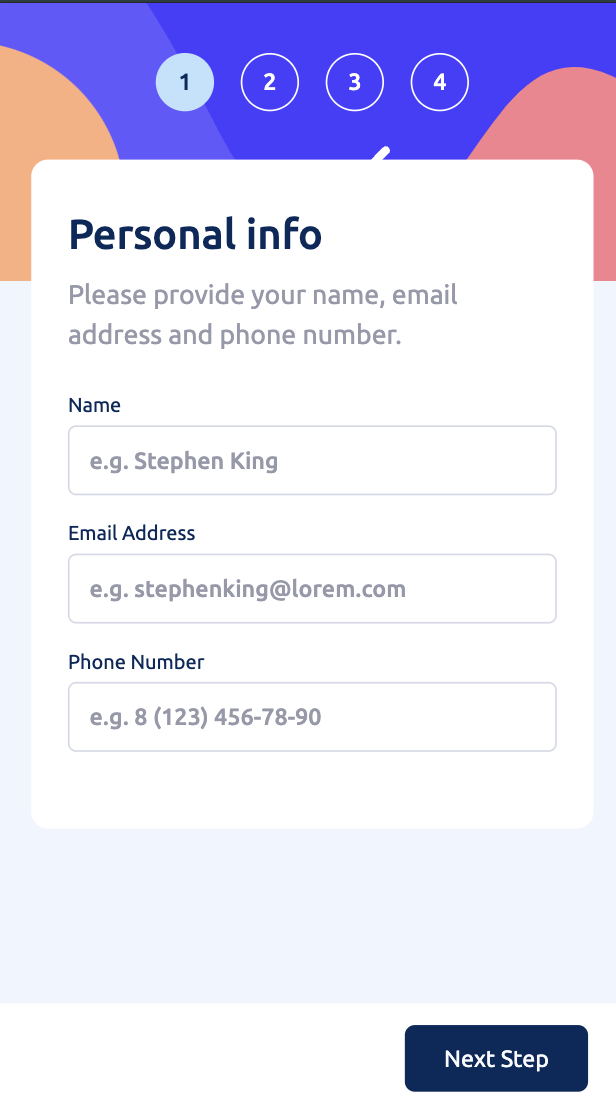 1 2 3 4
Personal info
Please provide your name, email
address and phone number.
Name
e.g. Stephen King
Email Address
e.g. stephenking@lorem.com
Phone Number
e.g. 8 (123) 456-78-90
Next Step